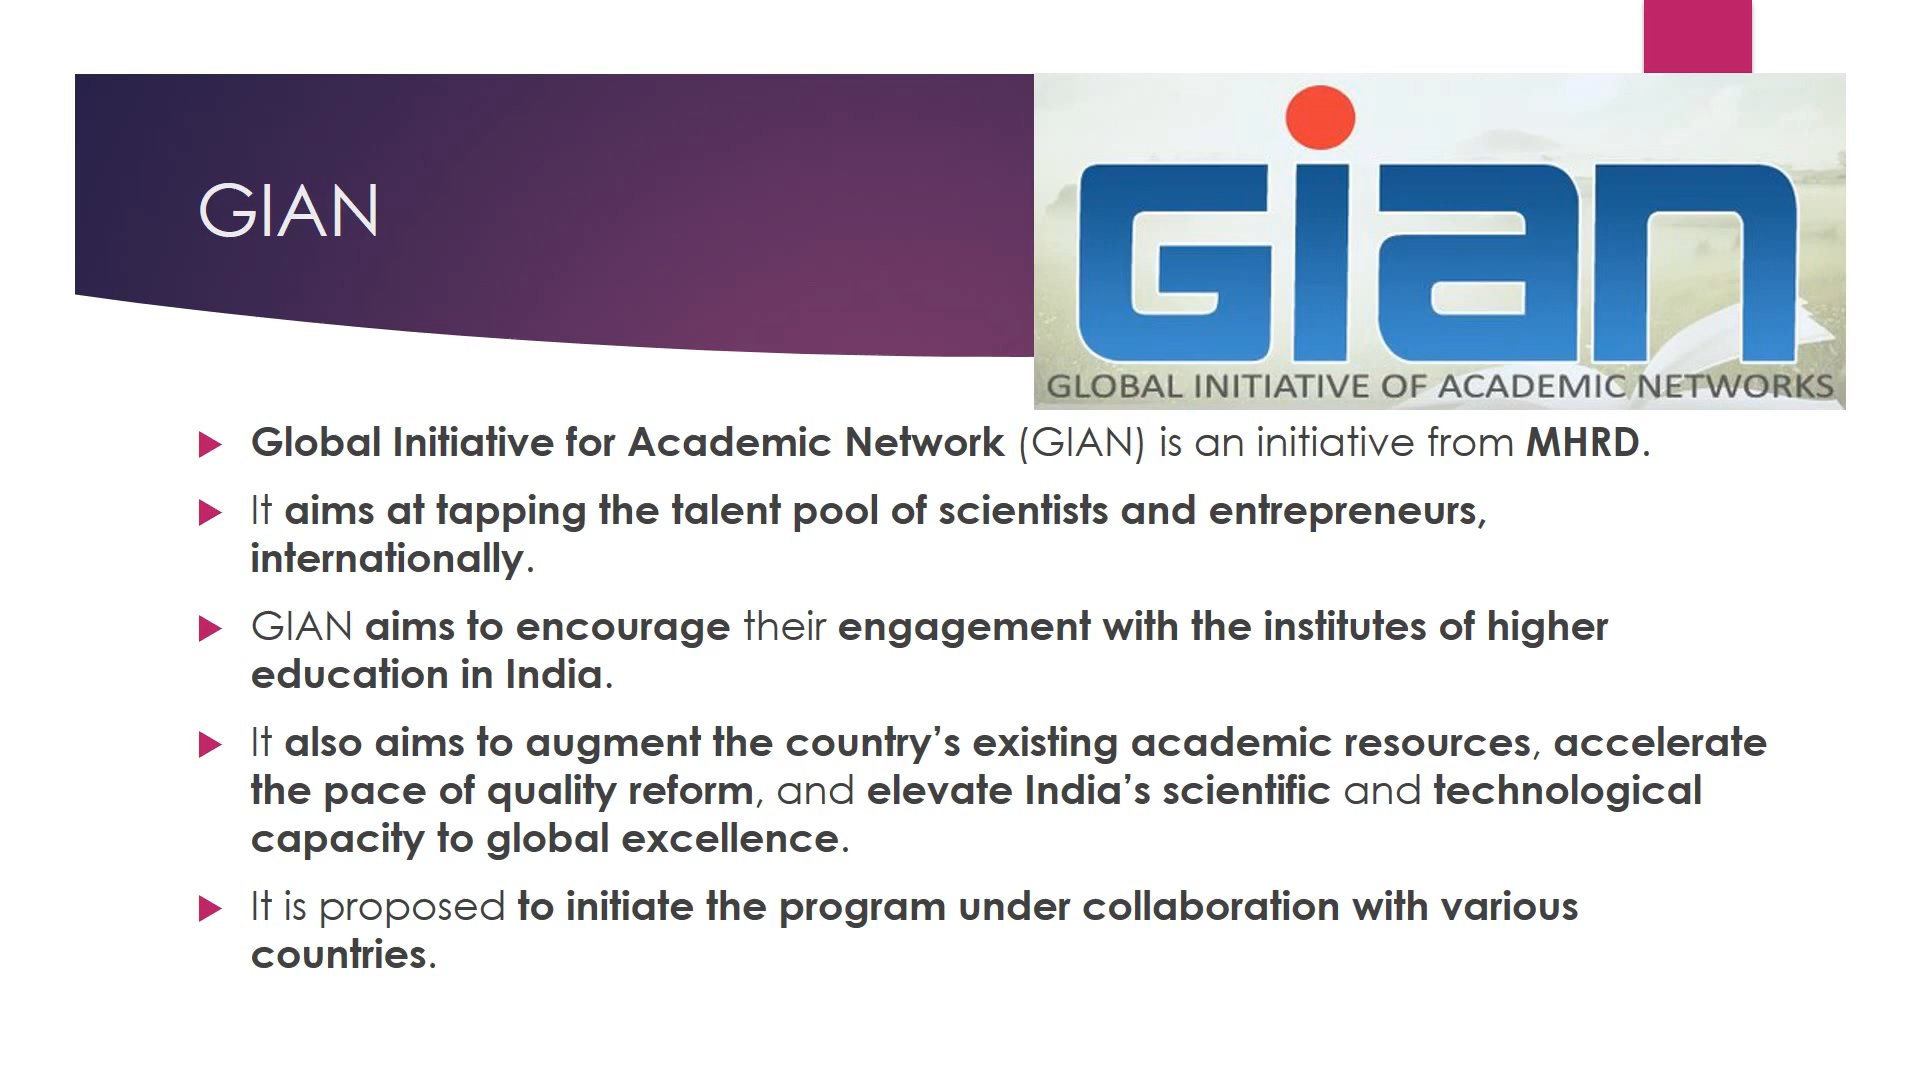 GIAN
Gian
GLOBAL INITIATIVE OF ACADEMIC NETWORKS
Global Initiative for Academic Network (GIAN) is an initiative from MHRD.
It aims at tapping the talent pool of scientists and entrepreneurs,
internationally.
GIAN aims to encourage their engagement with the institutes of higher
education in India.
It also aims to augment the country’s existing academic resources, accelerate
the pace of quality reform, and elevate India’s scientific and technological
capacity to global excellence.
It is proposed to initiate the program under collaboration with various
countries.